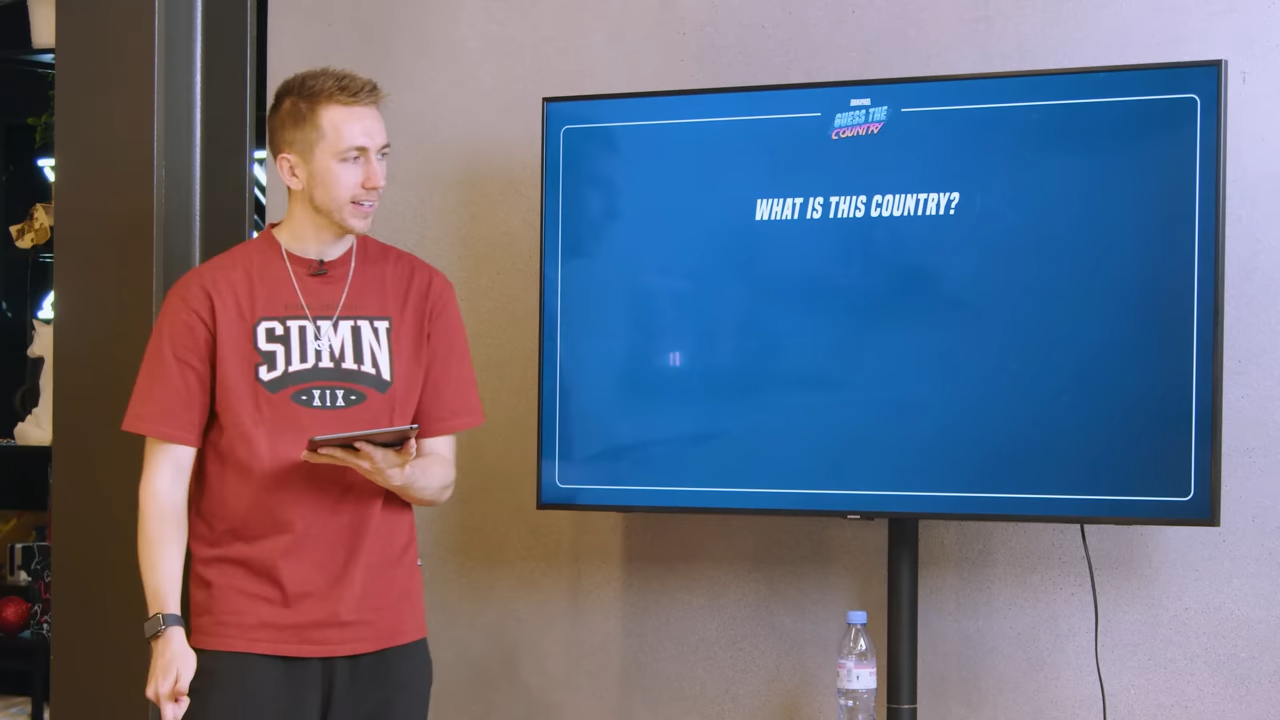 GUESS THE
COUNTRY
WHAT IS THIS COUNTRY?
SDMN
-XIX-